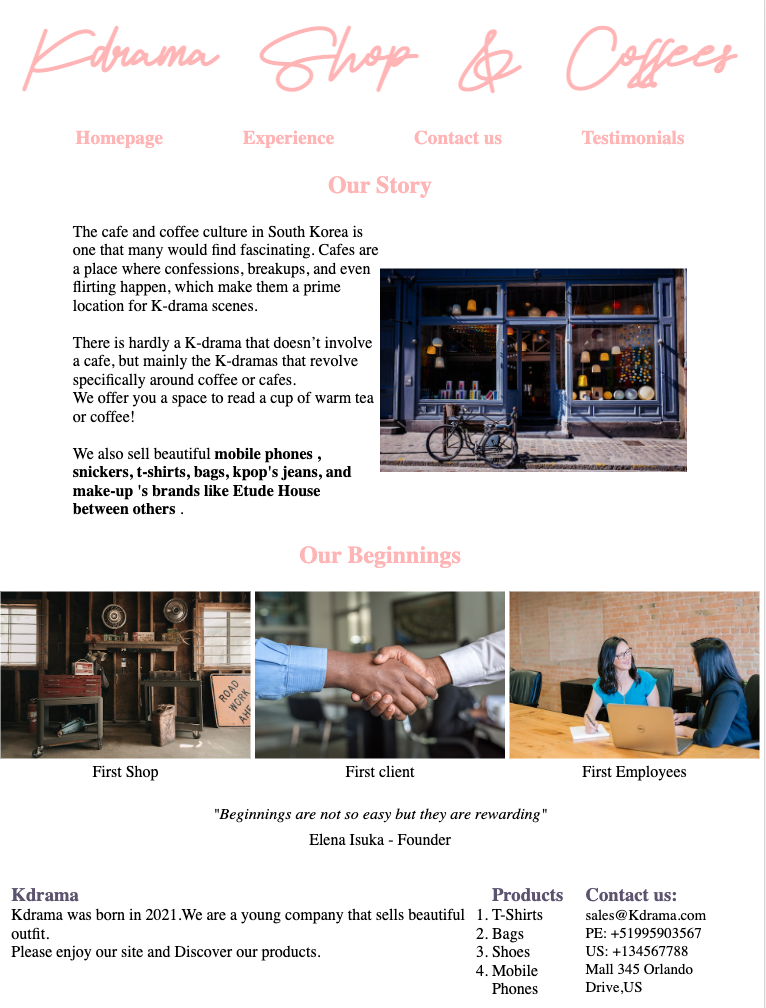 Kdrama Shop & Coffees
Homepage Experience Contact us Testimonials
Our Story
The cafe and coffee culture in South Korea is
one that many would find fascinating. Cafes are
a place where confessions, breakups, and even
flirting happen, which make them a prime
location for K-drama scenes.
There is hardly a K-drama that doesn’t involve
a cafe, but mainly the K-dramas that revolve
specifically around coffee or cafes.
We offer you a space to read a cup of warm tea
or coffee!
We also sell beautiful mobile phones ,
snickers, t-shirts, bags, kpop's jeans, and
make-up 's brands like Etude House
between others .
Our Beginnings
ROAD
WORK
AHE
First Shop
First client
First Employees
"Beginnings are not so easy but they are rewarding"
Elena Isuka - Founder
Kdrama
Kdrama was born in 2021.We are a young company that sells beautiful
outfit.
Please enjoy our site and Discover our products.
Products
1. T-Shirts
2. Bags
3. Shoes
4. Mobile
Phones
Contact us:
sales@Kdrama.com
PE: +51995903567
US: +134567788
Mall 345 Orlando
Drive,US